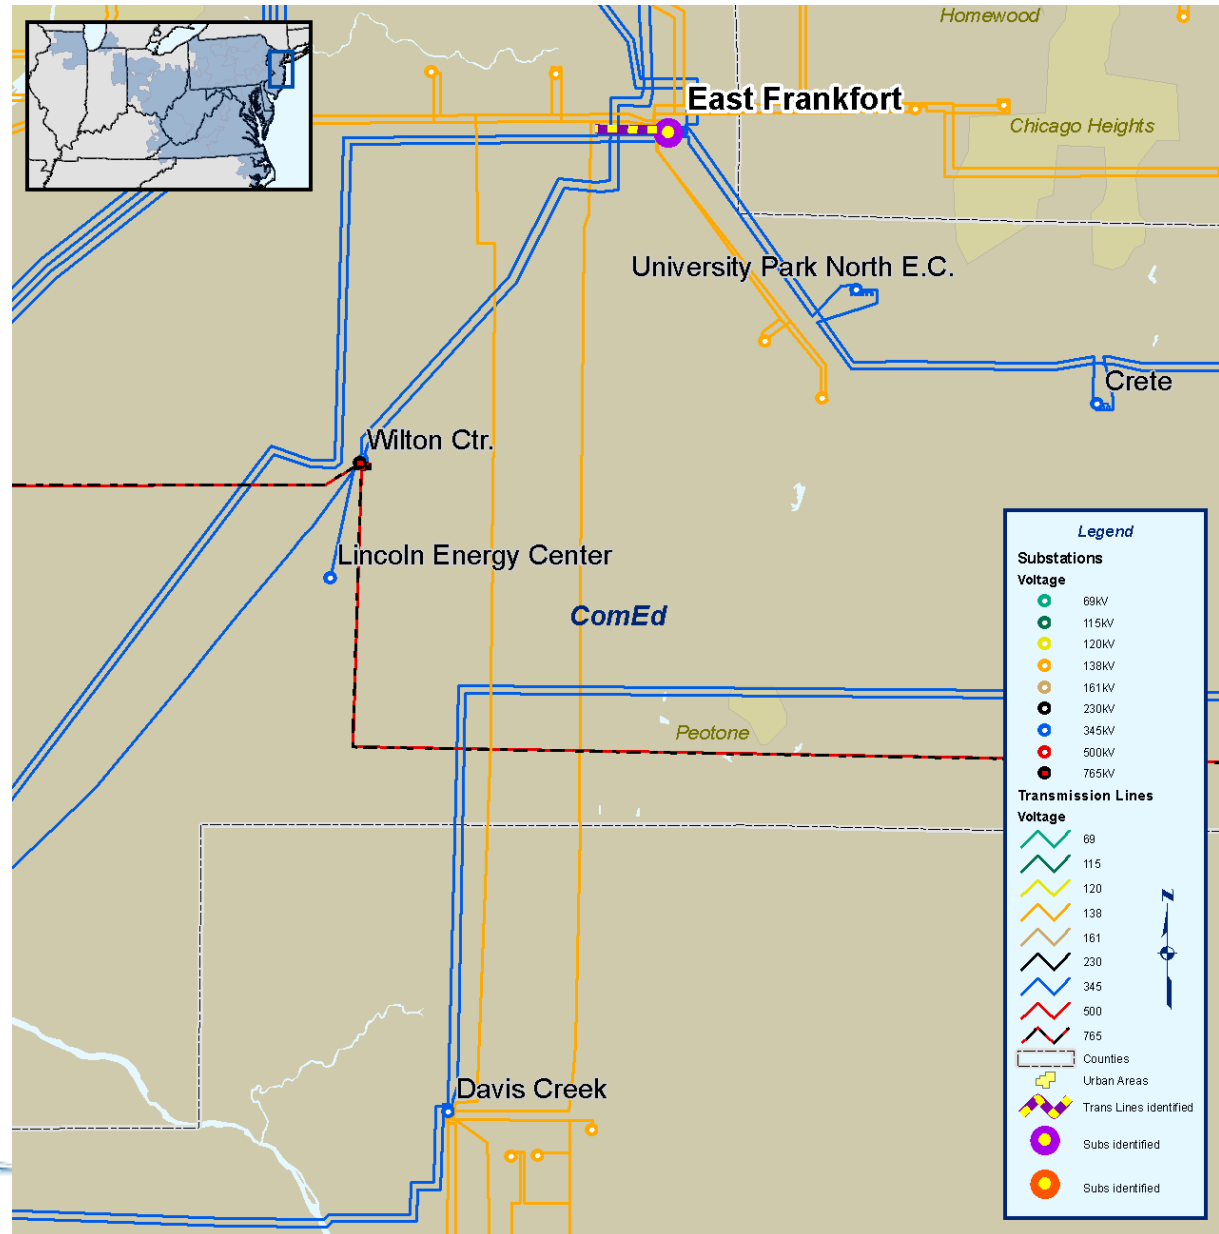 Homewood
East Frankfort
Chicago Heights
University Park North E.C.
Crete
Wilton Ctr.
Lincoln Energy Center
ComEd
Peotone
Davis Creek
Legend
Substations
Voltage
69kV
115kV
120kV
138kV
161kV
230kV
345kV
500kV
765kV
Transmission Lines
Voltage
69
115
120
138
161
230
345
500
765
Counties
Urban Areas
Trans Lines identified
Subs identified
Subs identified
N